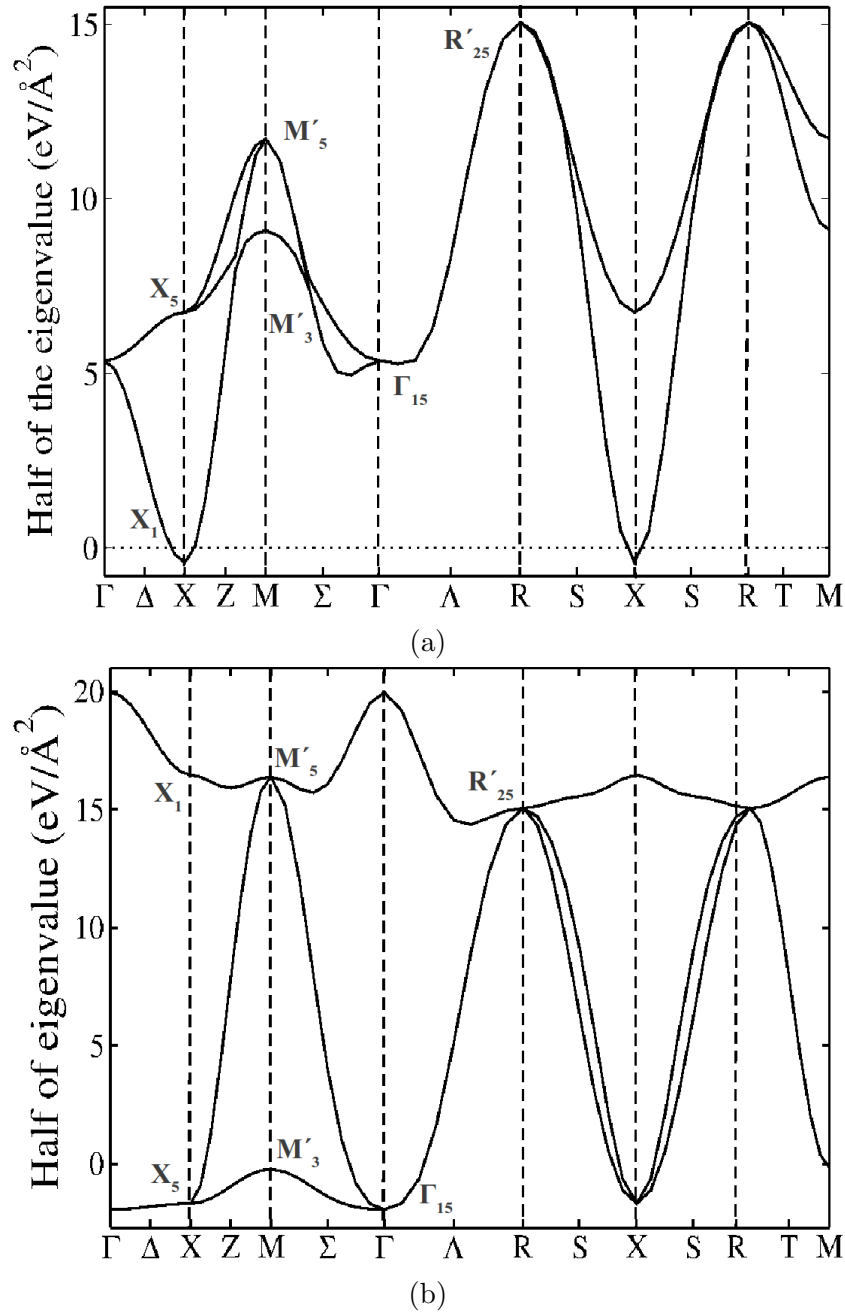 Half of the eigenvalue (eV/Å²)
15
10
5
0
R´₂₅
M´₅
X₅
M´₃
Γ₁₅
X₁
Γ Δ X Z M Σ Γ Λ R S X S R T M
(a)
Half of eigenvalue (eV/Å²)
20
15
10
5
0
M´₅
X₁
R´₂₅
M´₃
X₅
Γ₁₅
Γ Δ X Z M Σ Γ Λ R S X S R T M
(b)